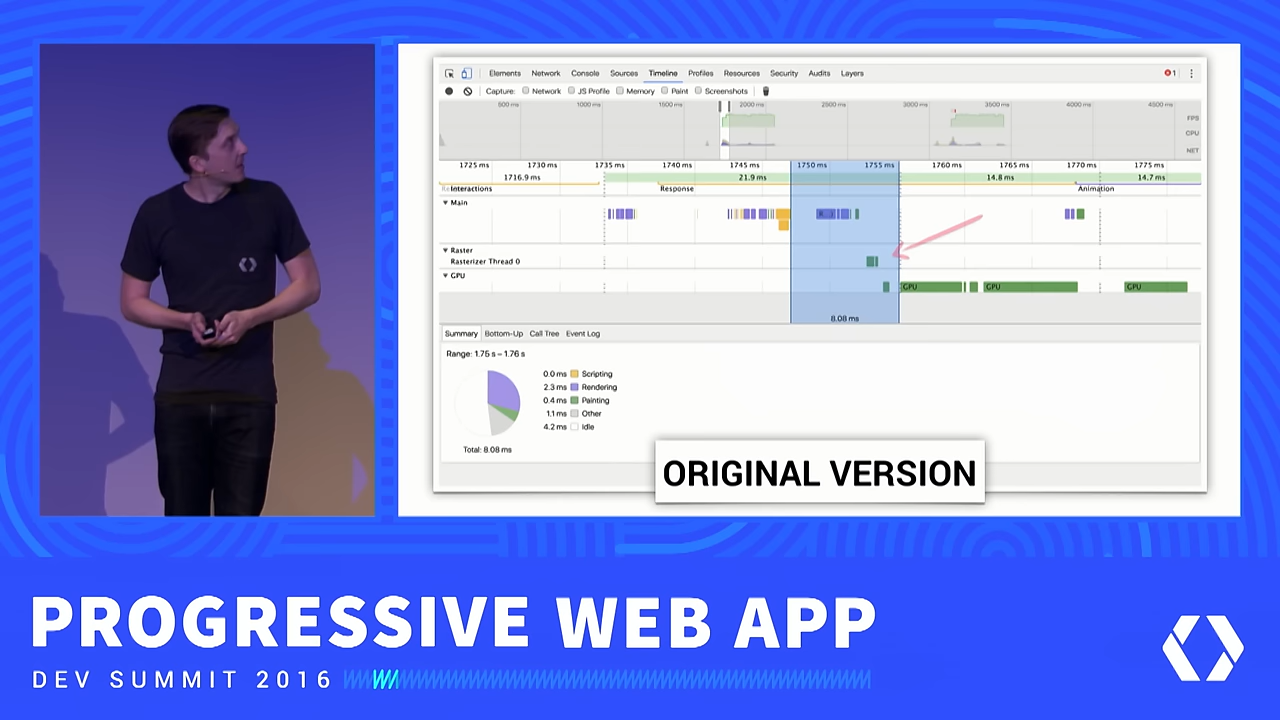 Elements Network Console Sources Timeline Profiles Resources Security Audits Layers 1
Capture: Network JS Profile Memory Paint Screenshots
500 ms 1000 ms 1500 ms 2000 ms 2500 ms 3000 ms 3500 ms 4000 ms 4500 ms
FPS
CPU
NET
1725 ms 1730 ms 1735 ms 1740 ms 1745 ms 1750 ms 1755 ms 1760 ms 1765 ms 1770 ms 1775 ms
1716.9 ms 21.9 ms 14.8 ms 14.7 ms
Interactions Response Animation
Main
Raster
Rasterizer Thread 0
GPU
GPU GPU GPU
8.08 ms
Summary Bottom-Up Call Tree Event Log
Range: 1.75 s – 1.76 s
0.0 ms Scripting
2.3 ms Rendering
0.4 ms Painting
1.1 ms Other
4.2 ms Idle
Total: 8.08 ms
ORIGINAL VERSION
PROGRESSIVE WEB APP
DEV SUMMIT 2016